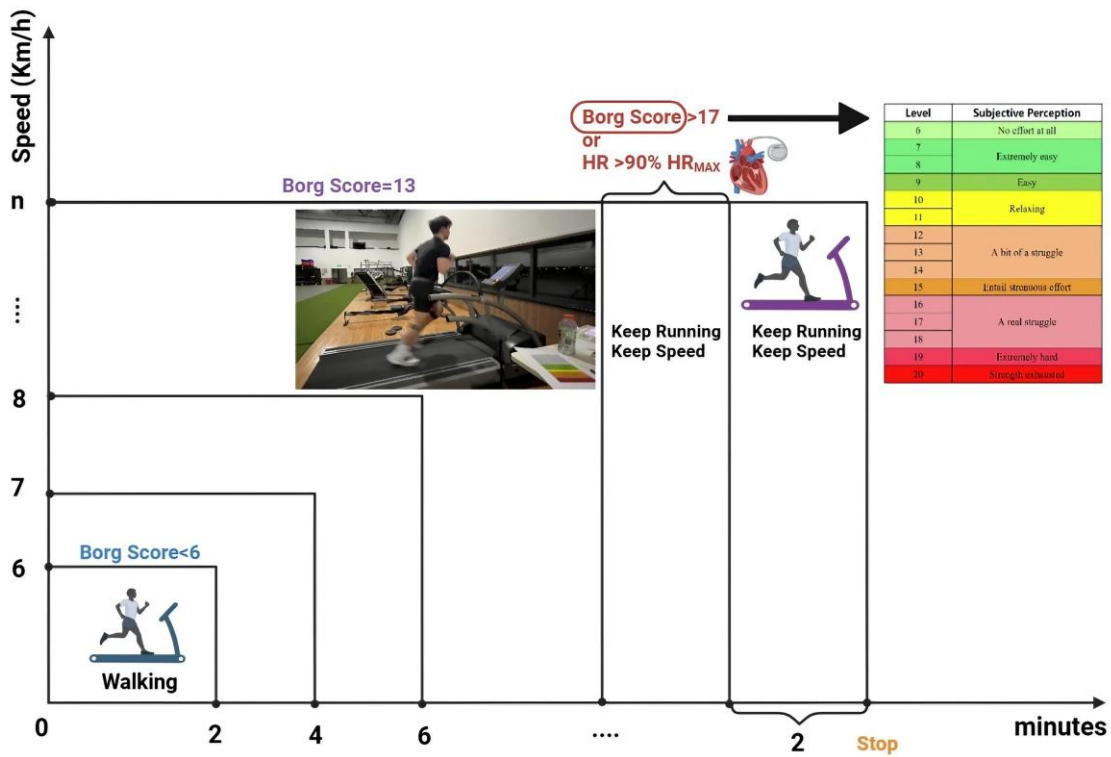 Speed (Km/h)
Borg Score>17
or
HR >90% HRMAX
Borg Score=13
n
....
8
7
6
Keep Running
Keep Speed
Keep Running
Keep Speed
Borg Score<6
Walking
0
2
4
6
....
2
Stop
minutes
Level Subjective Perception
6 No effort at all
7
Extremely easy
8
9 Easy
10
Relaxing
11
12
13 A bit of a struggle
14
15 Entail strenuous effort
16
17 A real struggle
18
19 Extremely hard
20 Strength exhausted